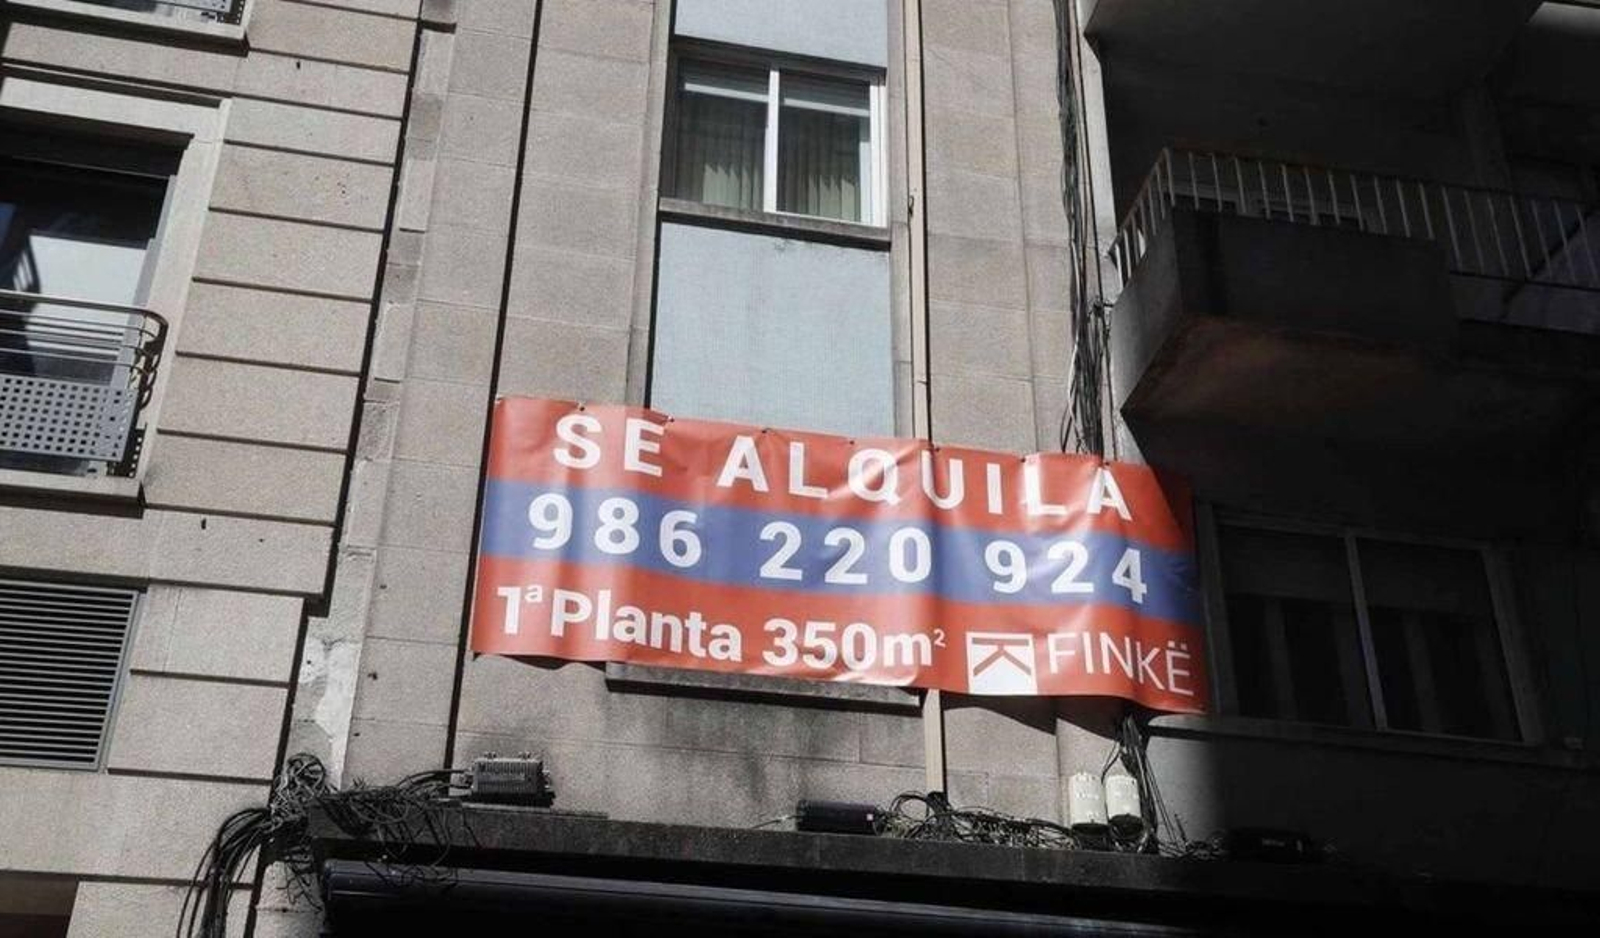 SE ALQUILA
986 220 924
1ª Planta 350m² FINKË